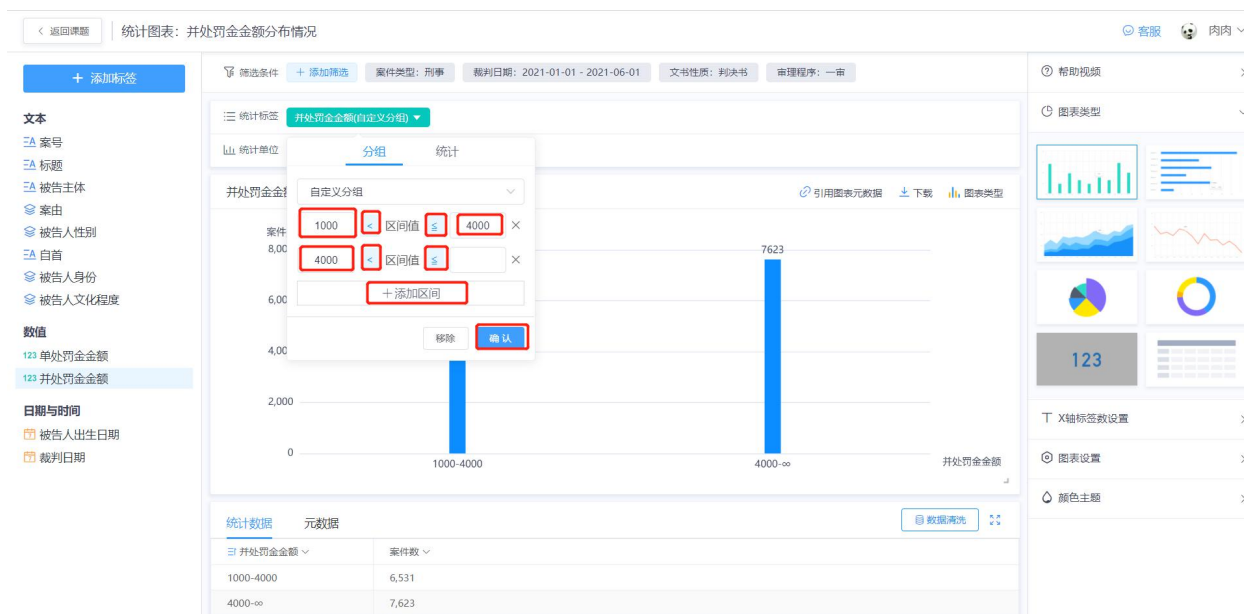 < 返回课题 统计图表：并处罚金金额分布情况 客服 肉肉
+ 添加标签
文本
案号
标题
被告主体
案由
被告人性别
自首
被告人身份
被告人文化程度
数值
123 单处罚金金额
123 并处罚金金额
日期与时间
被告人出生日期
裁判日期
筛选条件 + 添加筛选 案件类型：刑事 裁判日期：2021-01-01 - 2021-06-01 文书性质：判决书 审理程序：一审
统计标签 并处罚金金额(自定义分组)
统计单位
分组 统计
自定义分组
1000 < 区间值 ≤ 4000 ×
4000 < 区间值 ≤ ×
+添加区间
移除 确认
并处罚金金额
引用图表元数据 下载 图表类型
案件
8,00
6,00
4,00
2,000
0
7623
1000-4000 4000-∞ 并处罚金金额
统计数据 元数据 数据清洗
并处罚金金额 案件数
1000-4000 6,531
4000-∞ 7,623
帮助视频
图表类型
123
X轴标签数设置
图表设置
颜色主题